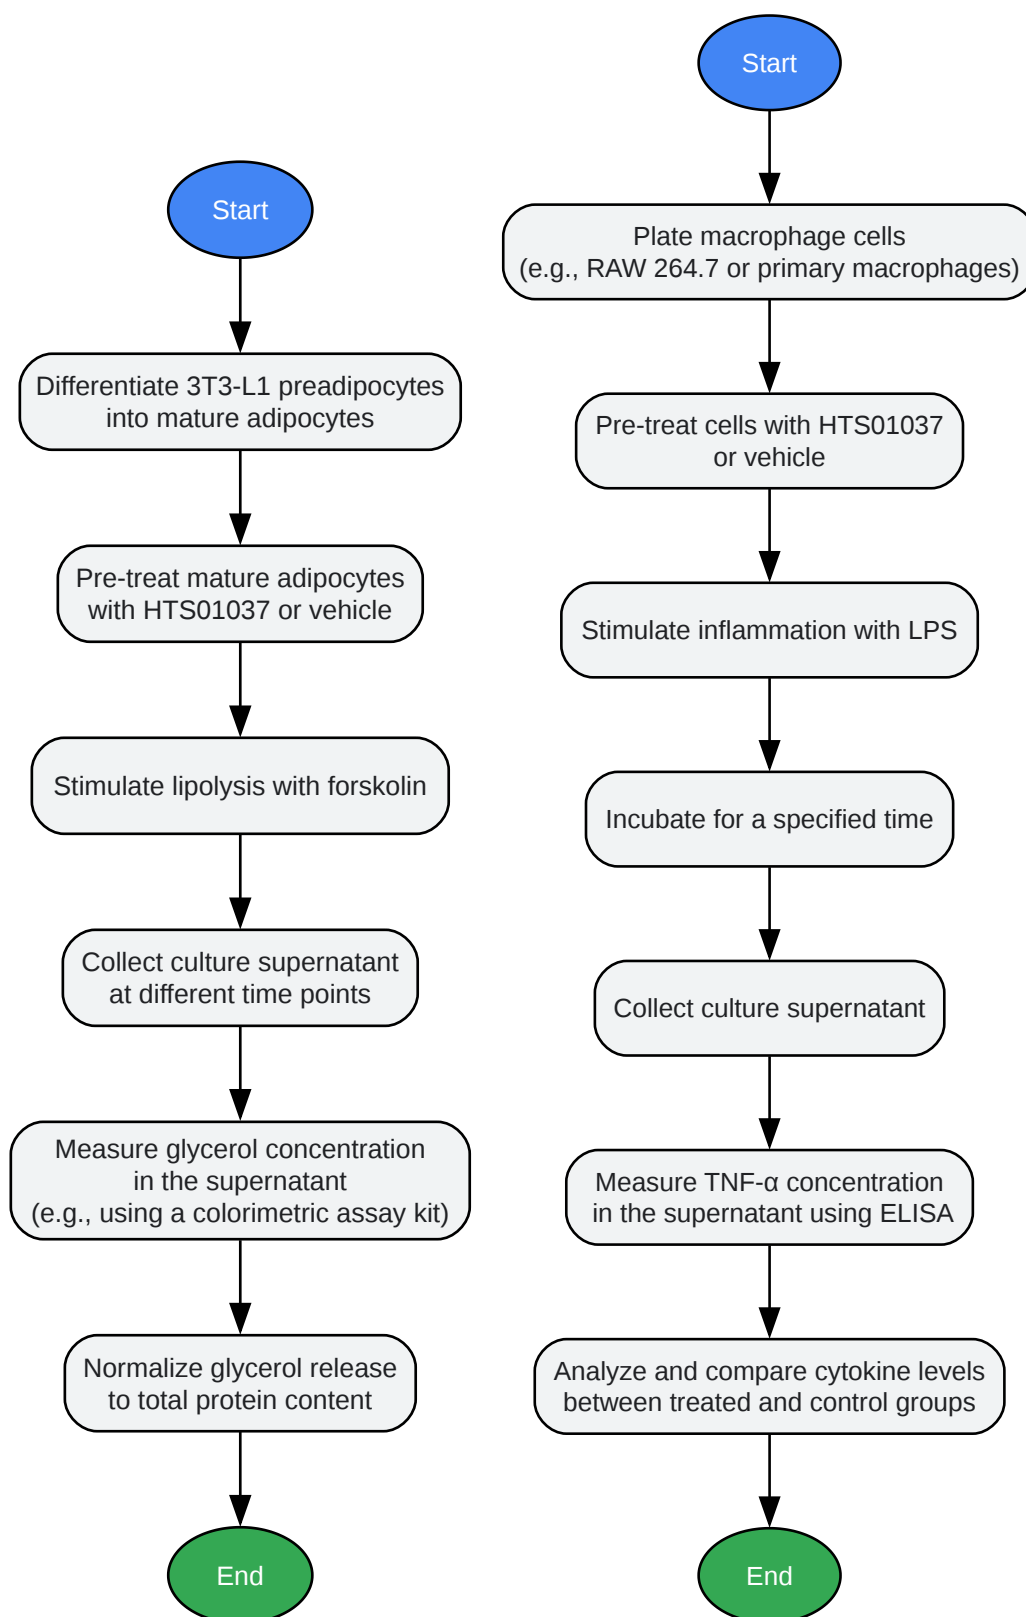 Start
Differentiate 3T3-L1 preadipocytes
into mature adipocytes
Pre-treat mature adipocytes
with HTS01037 or vehicle
Stimulate lipolysis with forskolin
Collect culture supernatant
at different time points
Measure glycerol concentration
in the supernatant
(e.g., using a colorimetric assay kit)
Normalize glycerol release
to total protein content
End
Start
Plate macrophage cells
(e.g., RAW 264.7 or primary macrophages)
Pre-treat cells with HTS01037
or vehicle
Stimulate inflammation with LPS
Incubate for a specified time
Collect culture supernatant
Measure TNF-α concentration
in the supernatant using ELISA
Analyze and compare cytokine levels
between treated and control groups
End